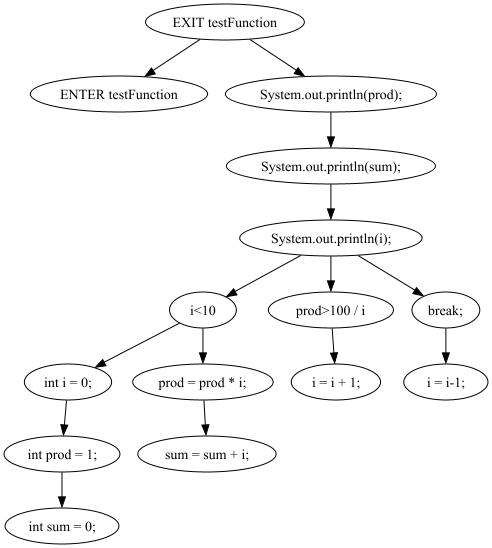 EXIT testFunction
ENTER testFunction
System.out.println(prod);
System.out.println(sum);
System.out.println(i);
i<10
prod>100 / i
break;
int i = 0;
prod = prod * i;
i = i + 1;
i = i-1;
int prod = 1;
sum = sum + i;
int sum = 0;